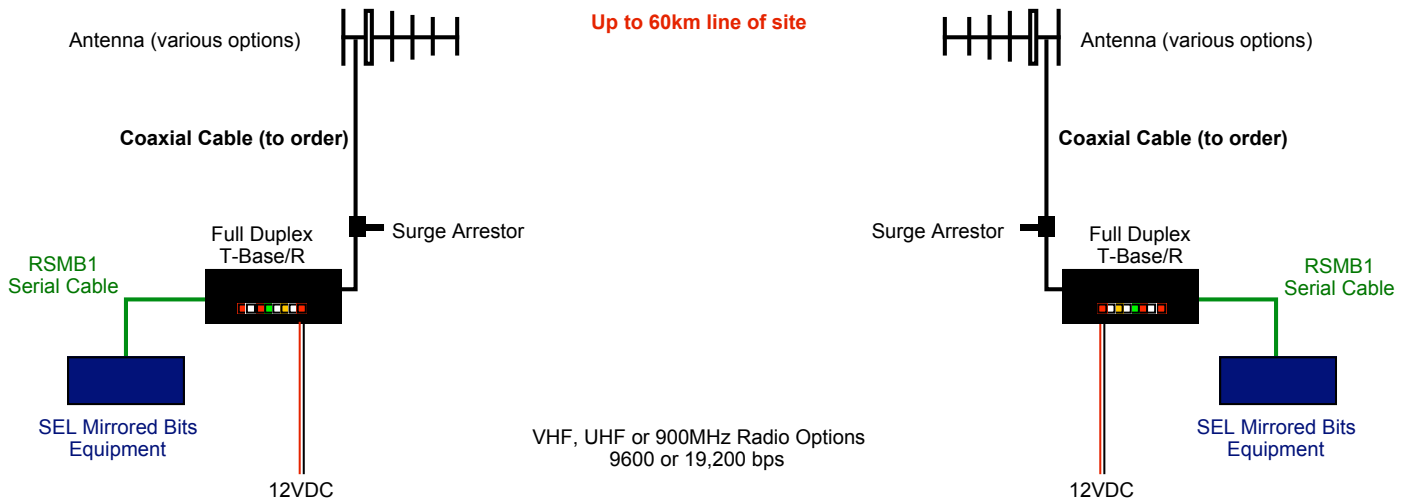 Up to 60km line of site
Antenna (various options)
Antenna (various options)
Coaxial Cable (to order)
Coaxial Cable (to order)
Surge Arrestor
Surge Arrestor
Full Duplex
T-Base/R
Full Duplex
T-Base/R
RSMB1
Serial Cable
RSMB1
Serial Cable
SEL Mirrored Bits
Equipment
SEL Mirrored Bits
Equipment
VHF, UHF or 900MHz Radio Options
9600 or 19,200 bps
12VDC
12VDC